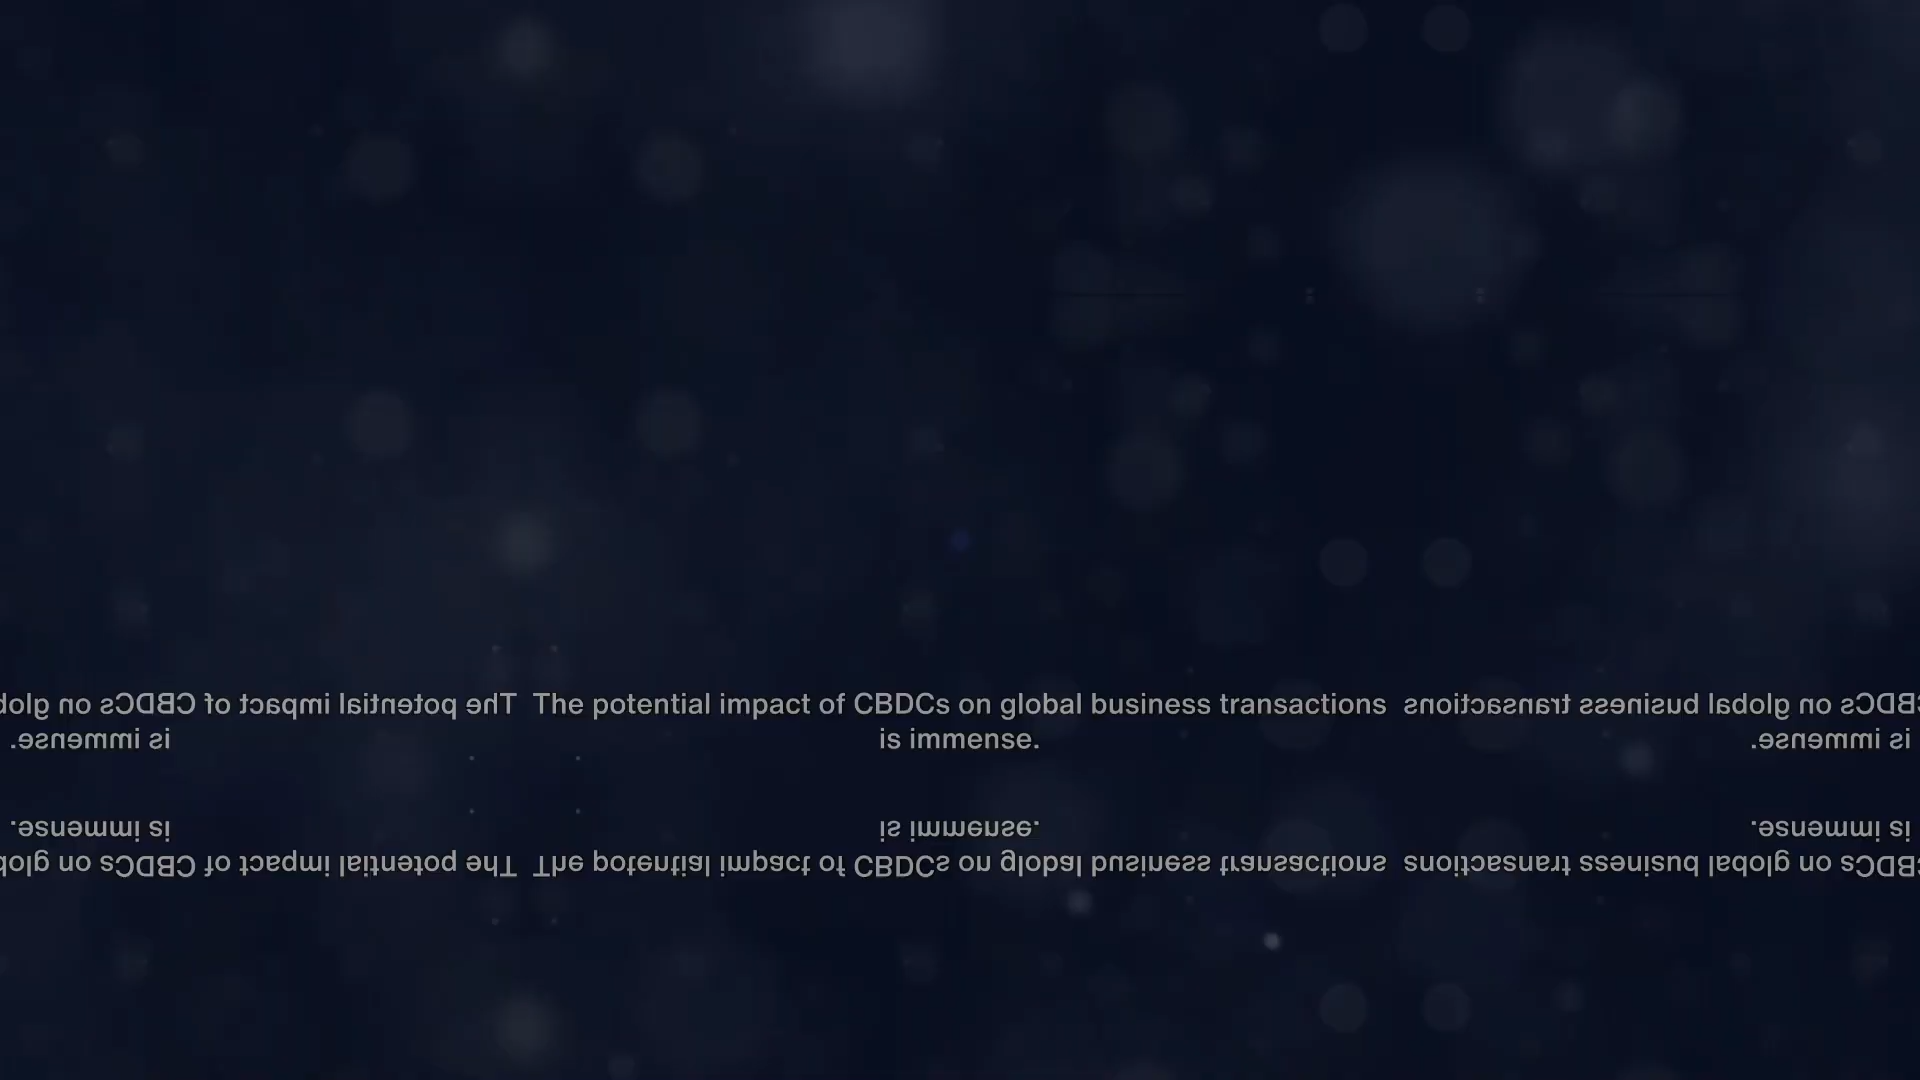 The potential impact of CBDCs on global business transactions
is immense.